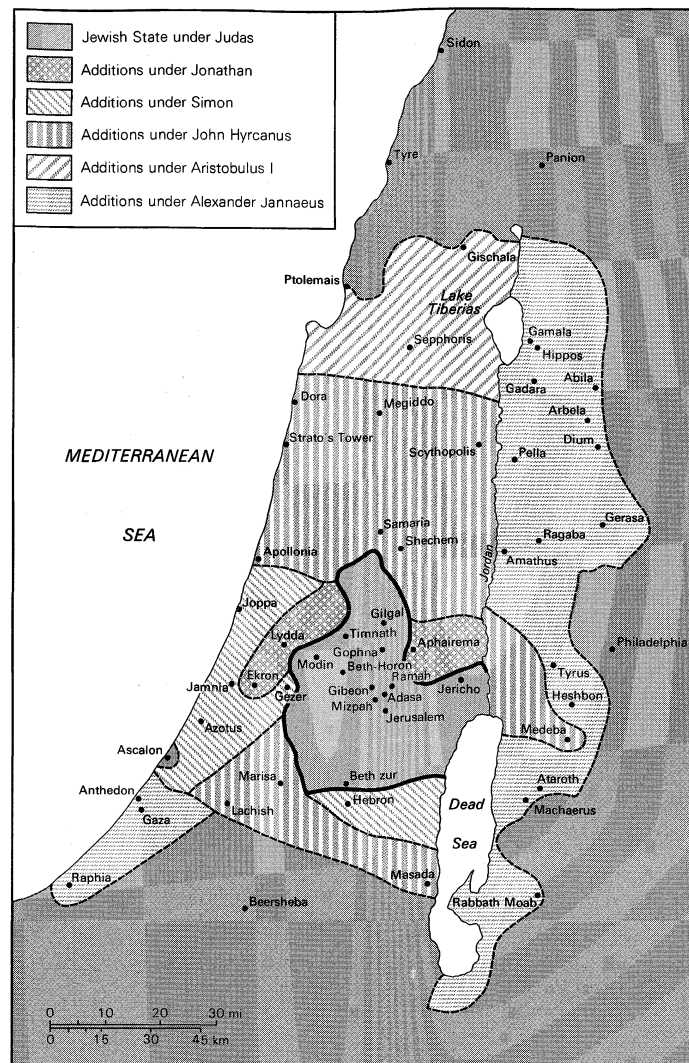 Jewish State under Judas
Additions under Jonathan
Additions under Simon
Additions under John Hyrcanus
Additions under Aristobulus I
Additions under Alexander Jannaeus
Sidon
Tyre
Panion
Gischala
Ptolemais
Lake
Tiberias
Sepphoris
Gamala
Hippos
Gadara
Abila
Dora
Megiddo
Arbela
Strato's Tower
Scythopolis
Dium
Pella
MEDITERRANEAN
SEA
Samaria
Shechem
Gerasa
Ragaba
Amathus
Jordan
Apollonia
Joppa
Gilgal
Timnath
Lydda
Gophna
Aphairema
Philadelphia
Modin
Beth-Horon
Tyrus
Jamnia
Ekron
Gezer
Ramah
Gibeon
Adasa
Jericho
Mizpah
Jerusalem
Heshbon
Azotus
Medeba
Ascalon
Marisa
Beth zur
Ataroth
Anthedon
Gaza
Lachish
Hebron
Machaerus
Dead
Sea
Raphia
Masada
Rabbath Moab
Beersheba
0 10 20 30 mi
0 15 30 45 km